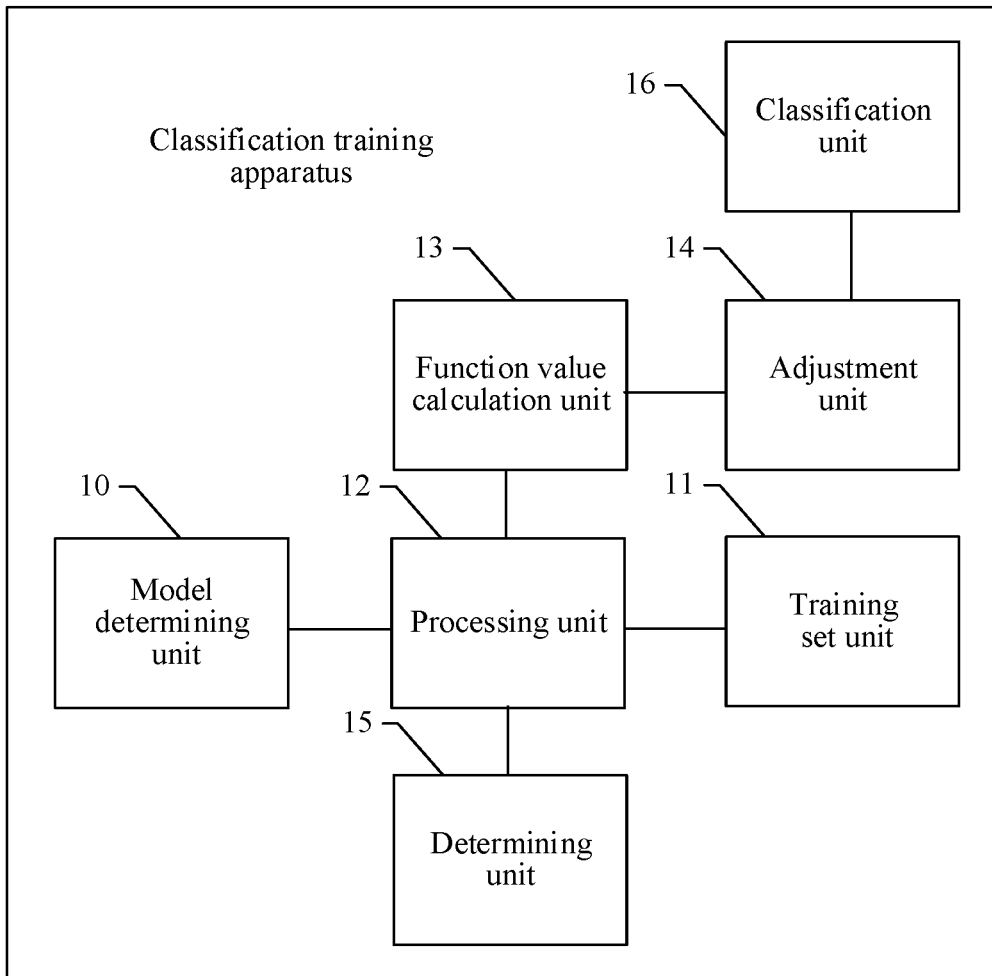 16
Classification
unit
Classification training
apparatus
13
14
Function value
calculation unit
Adjustment
unit
10
12
11
Model
determining
unit
Processing unit
Training
set unit
15
Determining
unit